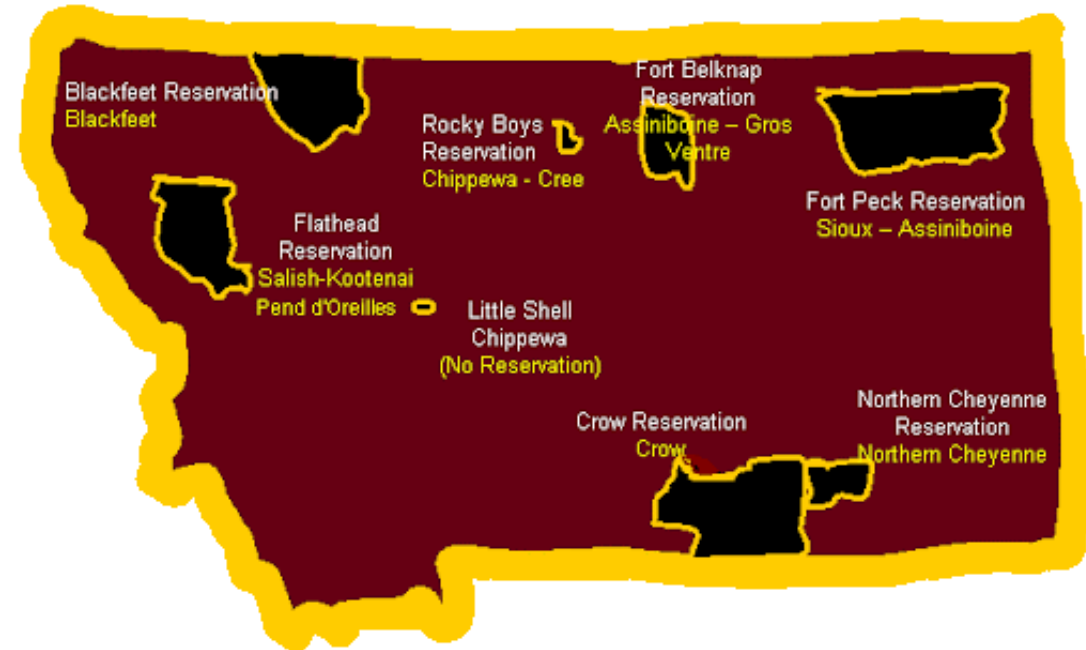 Blackfeet Reservation
Blackfeet
Fort Belknap
Reservation
Assiniboine – Gros
Ventre
Rocky Boys
Reservation
Chippewa - Cree
Fort Peck Reservation
Sioux – Assiniboine
Flathead
Reservation
Salish-Kootenai
Pend d'Oreilles
Little Shell
Chippewa
(No Reservation)
Crow Reservation
Crow
Northern Cheyenne
Reservation
Northern Cheyenne